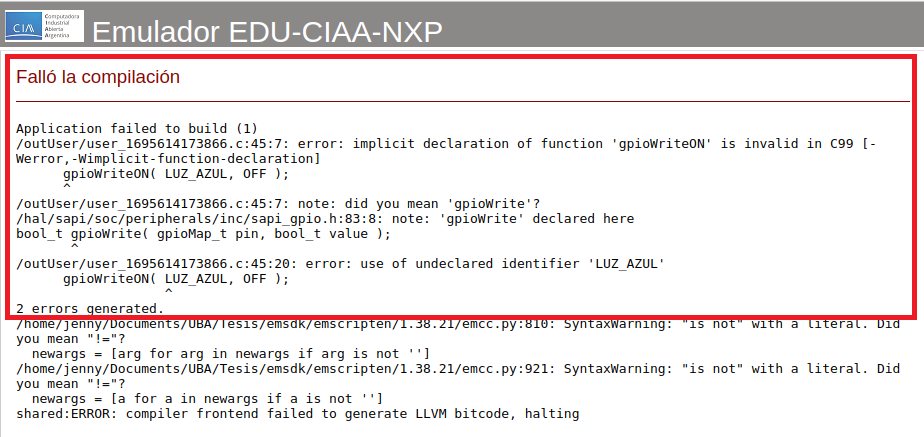 CIAA
Computadora
Industrial
Abierta
Argentina
Emulador EDU-CIAA-NXP
Falló la compilación
Application failed to build (1)
/outUser/user_1695614173866.c:45:7: error: implicit declaration of function 'gpioWriteON' is invalid in C99 [-
Werror,-Wimplicit-function-declaration]
gpioWriteON( LUZ_AZUL, OFF );
^
/outUser/user_1695614173866.c:45:7: note: did you mean 'gpioWrite'?
/hal/sapi/soc/peripherals/inc/sapi_gpio.h:83:8: note: 'gpioWrite' declared here
bool_t gpioWrite( gpioMap_t pin, bool_t value );
^
/outUser/user_1695614173866.c:45:20: error: use of undeclared identifier 'LUZ_AZUL'
gpioWriteON( LUZ_AZUL, OFF );
^
2 errors generated.
/home/jenny/Documents/UBA/Tesis/emsdk/emscripten/1.38.21/emcc.py:810: SyntaxWarning: "is not" with a literal. Did
you mean "!="?
newargs = [arg for arg in newargs if arg is not '']
/home/jenny/Documents/UBA/Tesis/emsdk/emscripten/1.38.21/emcc.py:921: SyntaxWarning: "is not" with a literal. Did
you mean "!="?
newargs = [a for a in newargs if a is not '']
shared:ERROR: compiler frontend failed to generate LLVM bitcode, halting